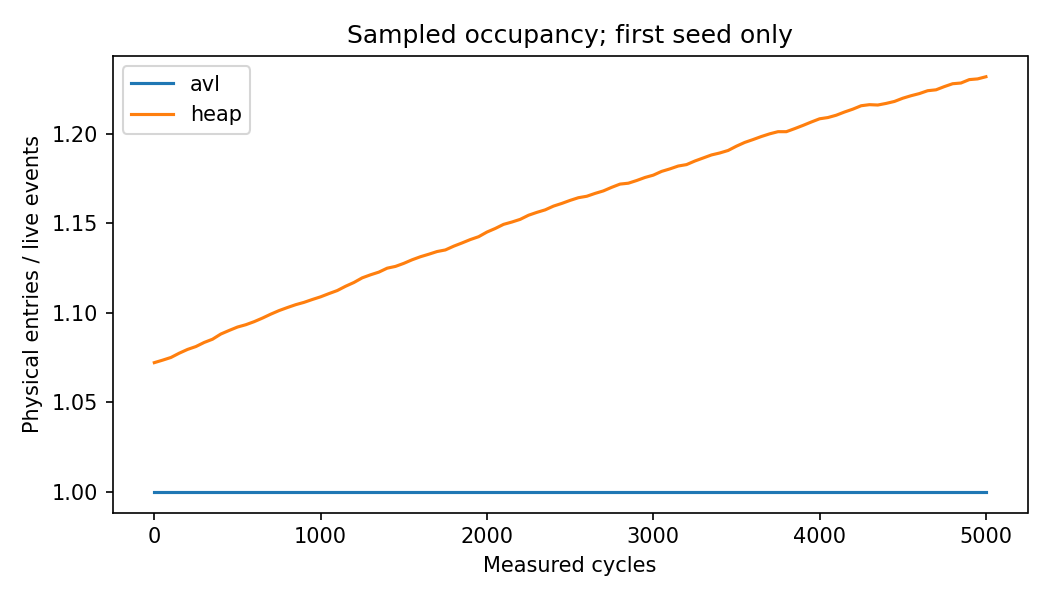 Sampled occupancy; first seed only
avl
heap
Physical entries / live events
1.20
1.15
1.10
1.05
1.00
0 1000 2000 3000 4000 5000
Measured cycles